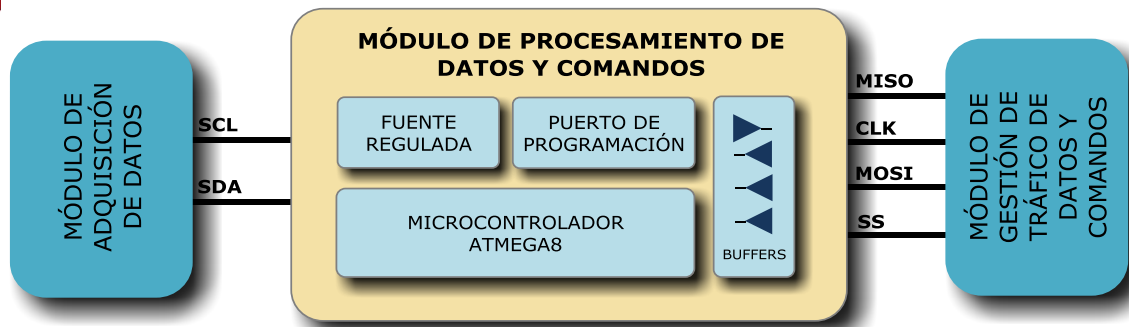 MÓDULO DE
ADQUISICIÓN
DE DATOS
SCL
SDA
MÓDULO DE PROCESAMIENTO DE
DATOS Y COMANDOS
FUENTE
REGULADA
PUERTO DE
PROGRAMACIÓN
MICROCONTROLADOR
ATMEGA8
BUFFERS
MISO
CLK
MOSI
SS
MÓDULO DE
GESTIÓN DE
TRÁFICO DE
DATOS Y
COMANDOS